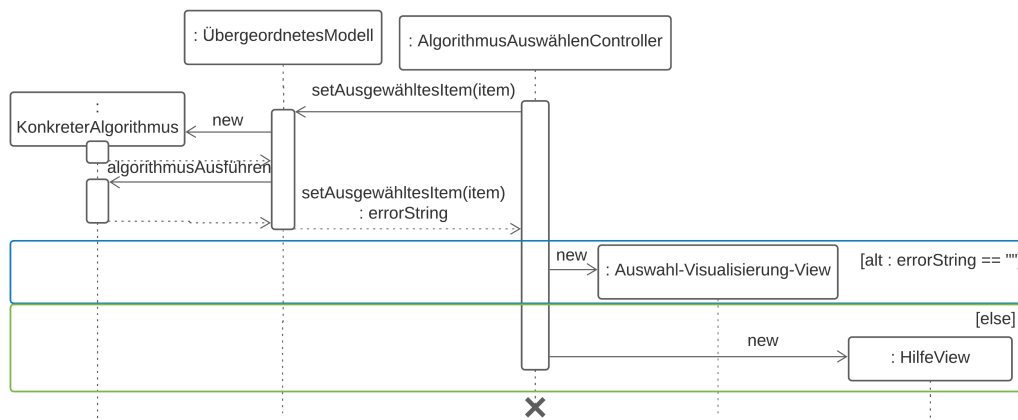 : ÜbergeordnetesModell
: AlgorithmusAuswählenController
setAusgewähltesItem(item)
:
KonkreterAlgorithmus
new
algorithmusAusführen
setAusgewähltesItem(item)
: errorString
new
: Auswahl-Visualisierung-View
[alt : errorString == ""]
[else]
new
: HilfeView